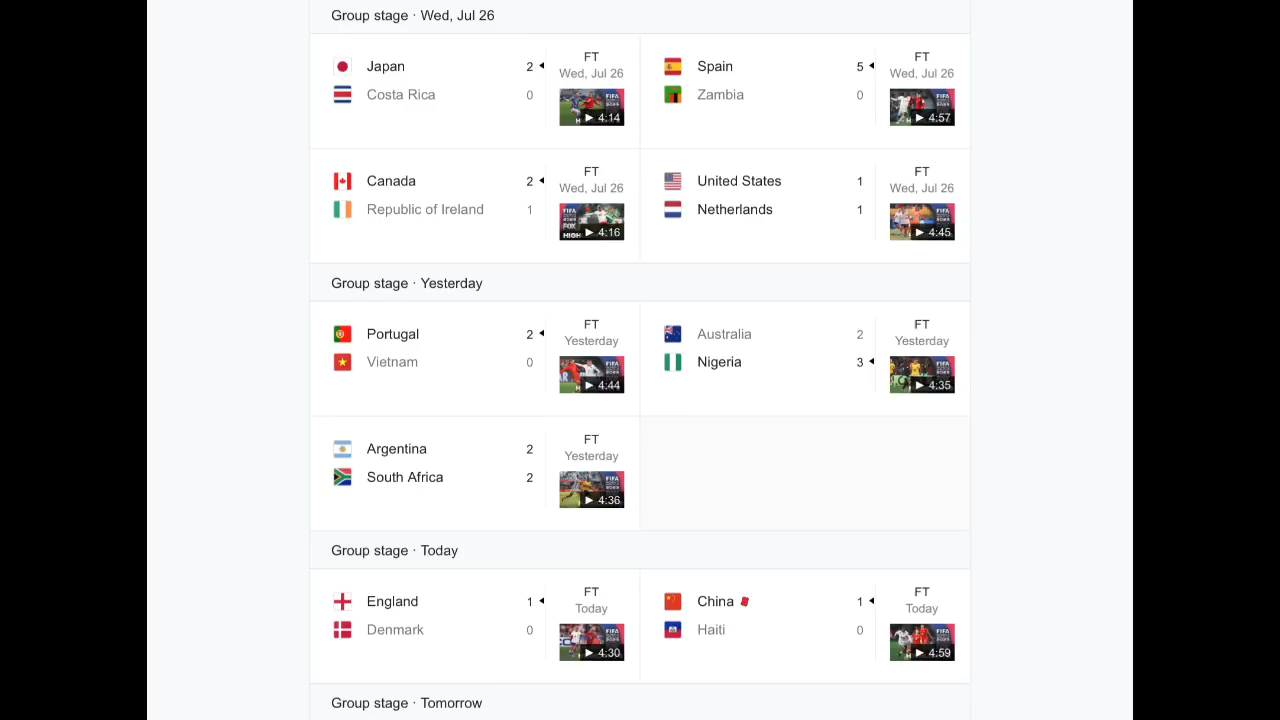 Group stage · Wed, Jul 26
Japan 2
Costa Rica 0
FT
Wed, Jul 26
4:14
Spain 5
Zambia 0
FT
Wed, Jul 26
4:57
Canada 2
Republic of Ireland 1
FT
Wed, Jul 26
4:16
United States 1
Netherlands 1
FT
Wed, Jul 26
4:45
Group stage · Yesterday
Portugal 2
Vietnam 0
FT
Yesterday
4:44
Australia 2
Nigeria 3
FT
Yesterday
4:35
Argentina 2
South Africa 2
FT
Yesterday
4:36
Group stage · Today
England 1
Denmark 0
FT
Today
4:30
China 1
Haiti 0
FT
Today
4:59
Group stage · Tomorrow